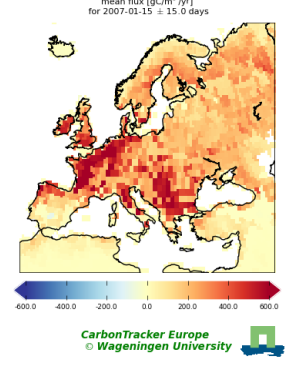 mean flux [gC/m² /yr]
for 2007-01-15 ± 15.0 days
-600.0 -400.0 -200.0 0.0 200.0 400.0 600.0
CarbonTracker Europe
© Wageningen University